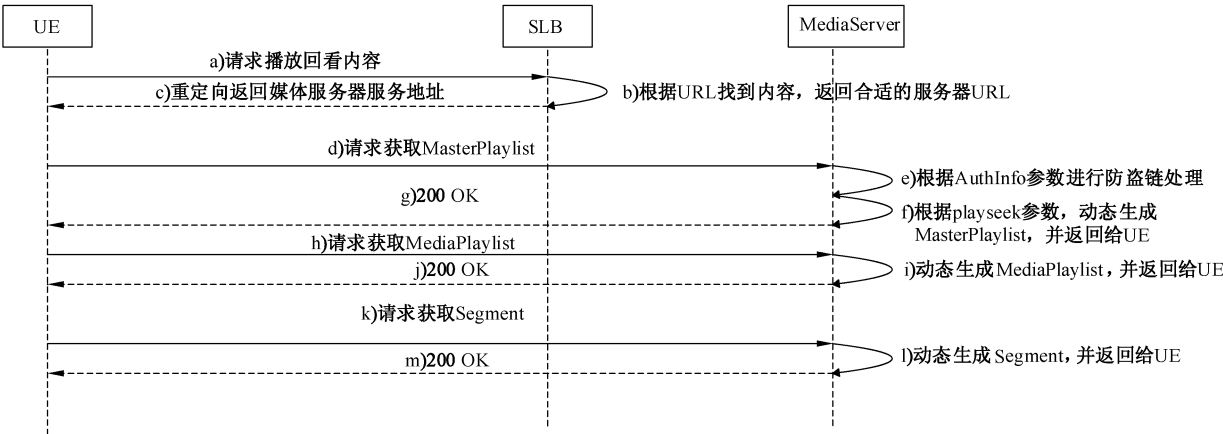 UE
SLB
MediaServer
a)请求播放回看内容
c)重定向返回媒体服务器服务地址
b)根据URL找到内容，返回合适的服务器URL
d)请求获取MasterPlaylist
e)根据AuthInfo参数进行防盗链处理
g)200 OK
f)根据playseek参数，动态生成
MasterPlaylist，并返回给UE
h)请求获取MediaPlaylist
j)200 OK
i)动态生成MediaPlaylist，并返回给UE
k)请求获取Segment
l)动态生成Segment，并返回给UE
m)200 OK